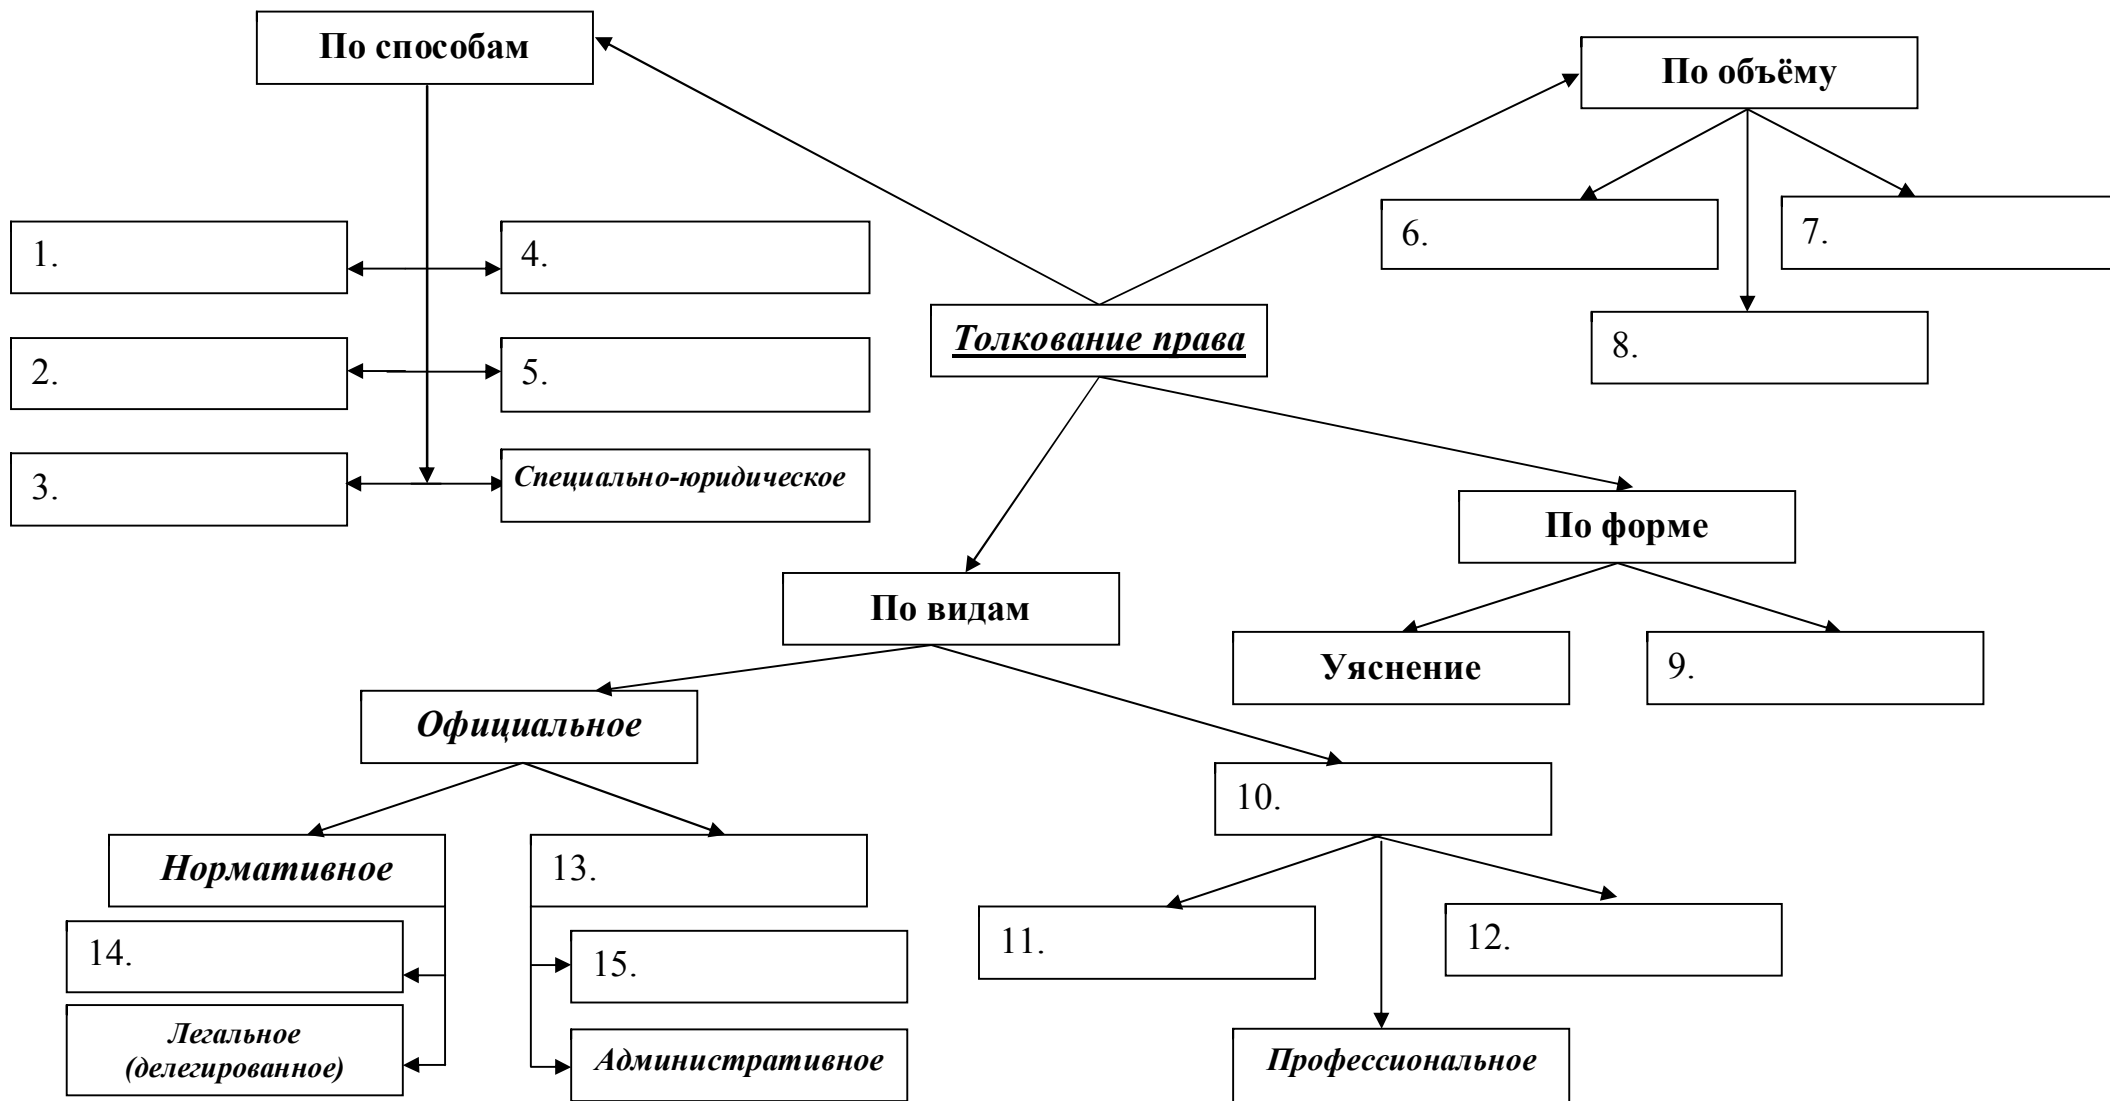 По способам
По объёму
1.
4.
6.
7.
Толкование права
2.
5.
8.
3.
Специально-юридическое
По форме
По видам
Уяснение
9.
Официальное
10.
Нормативное
13.
11.
12.
14.
15.
Легальное
(делегированное)
Административное
Профессиональное